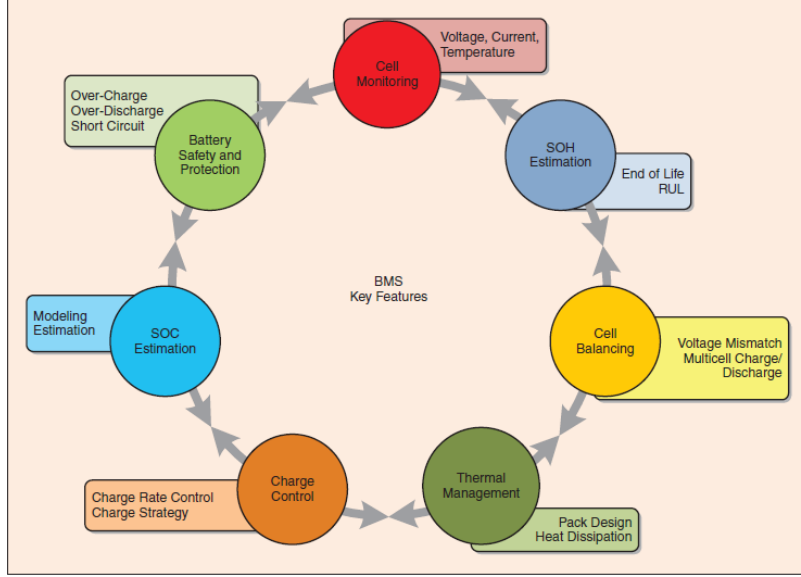 Voltage, Current,
Temperature
Cell
Monitoring
Over-Charge
Over-Discharge
Short Circuit
Battery
Safety and
Protection
SOH
Estimation
End of Life
RUL
BMS
Key Features
Modeling
Estimation
SOC
Estimation
Cell
Balancing
Voltage Mismatch
Multicell Charge/
Discharge
Charge
Control
Charge Rate Control
Charge Strategy
Thermal
Management
Pack Design
Heat Dissipation